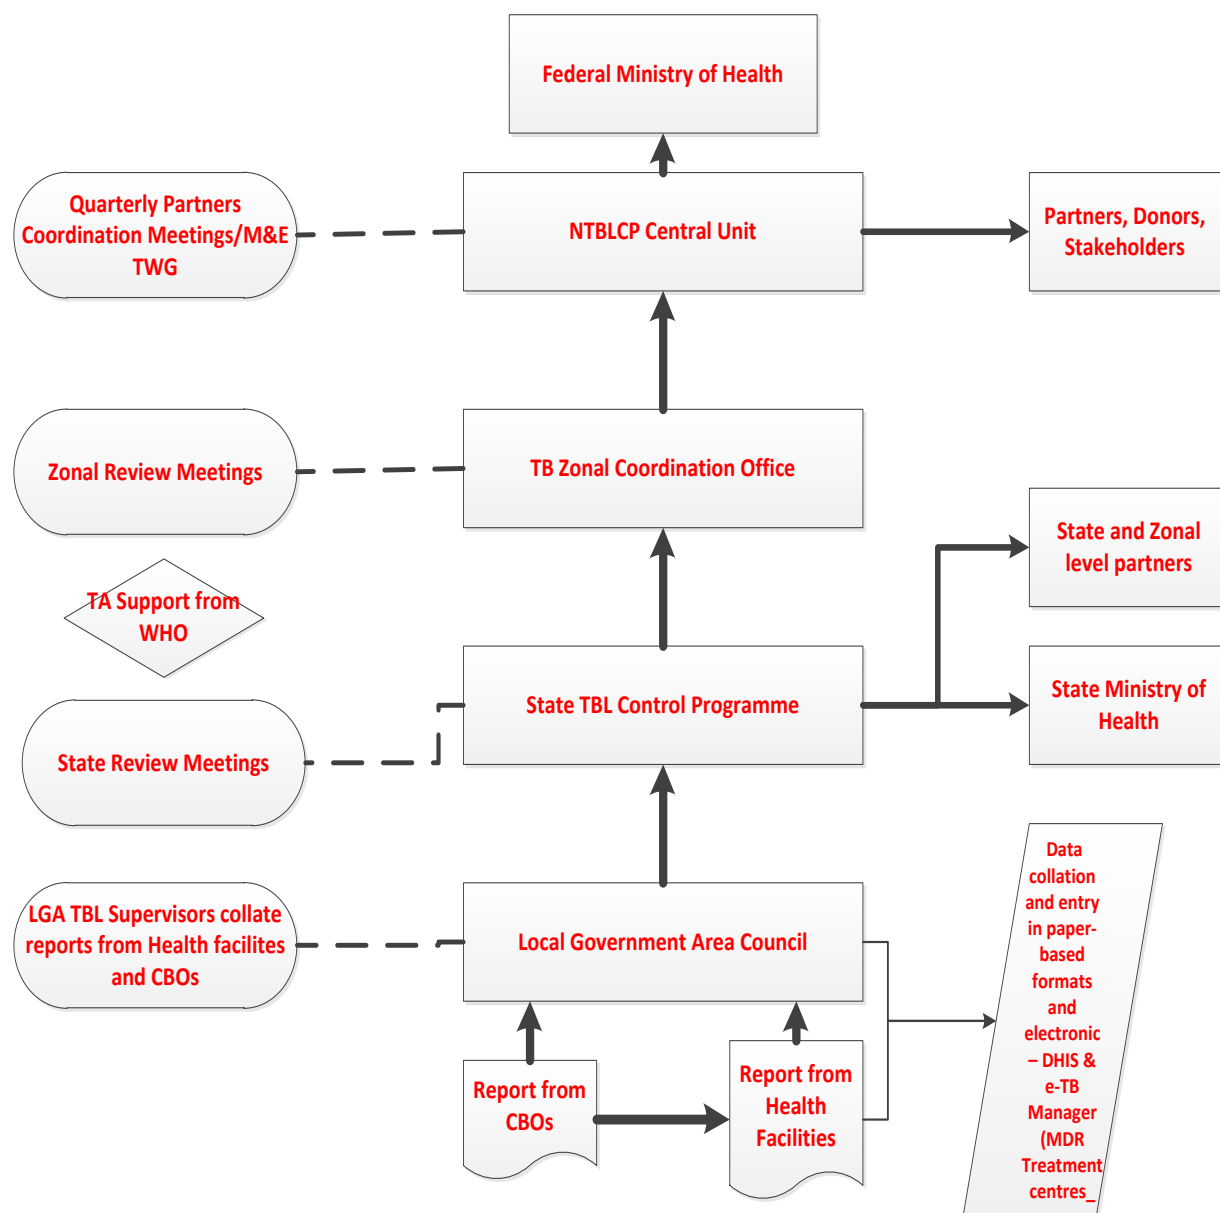 Federal Ministry of Health
Quarterly Partners
Coordination Meetings/M&E
TWG
NTBLCP Central Unit
Partners, Donors,
Stakeholders
Zonal Review Meetings
TB Zonal Coordination Office
State and Zonal
level partners
TA Support from
WHO
State TBL Control Programme
State Ministry of
Health
State Review Meetings
LGA TBL Supervisors collate
reports from Health facilites
and CBOs
Local Government Area Council
Data
collation
and entry
in paper-
based
formats
and
electronic
– DHIS &
e-TB
Manager
(MDR
Treatment
centres_
Report from
CBOs
Report from
Health
Facilities